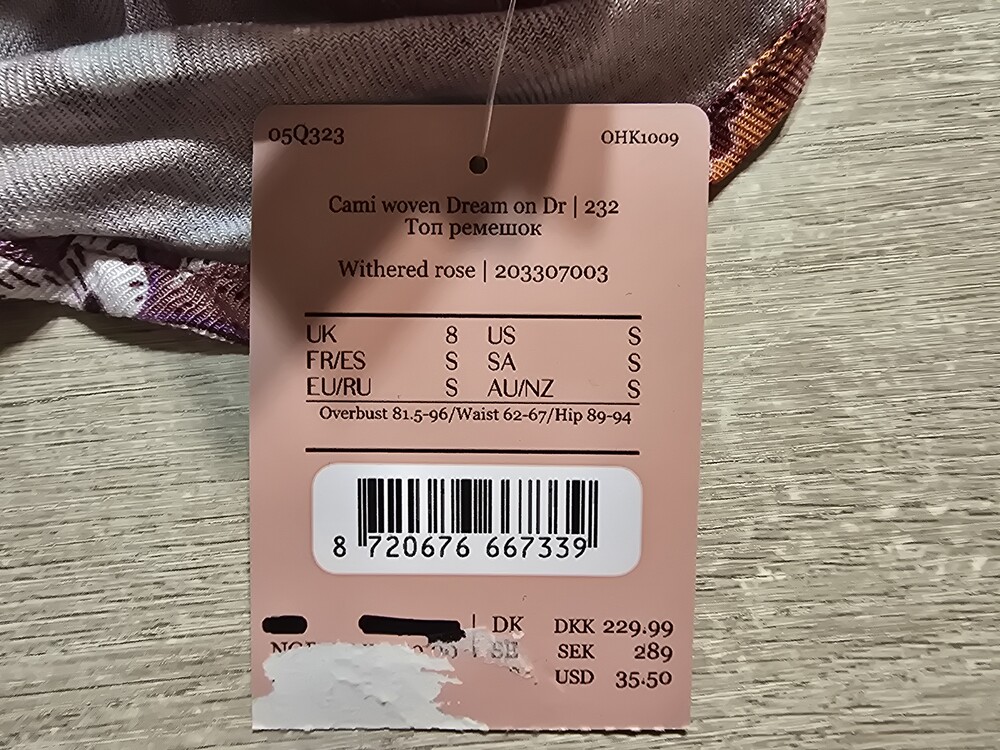 05Q323 OHK1009
Cami woven Dream on Dr | 232
Топ ремешок
Withered rose | 203307003
UK 8 US S
FR/ES S SA S
EU/RU S AU/NZ S
Overbust 81.5-96/Waist 62-67/Hip 89-94
8 720676 667339
| DK DKK 229.99
SE SEK 289
USD 35.50